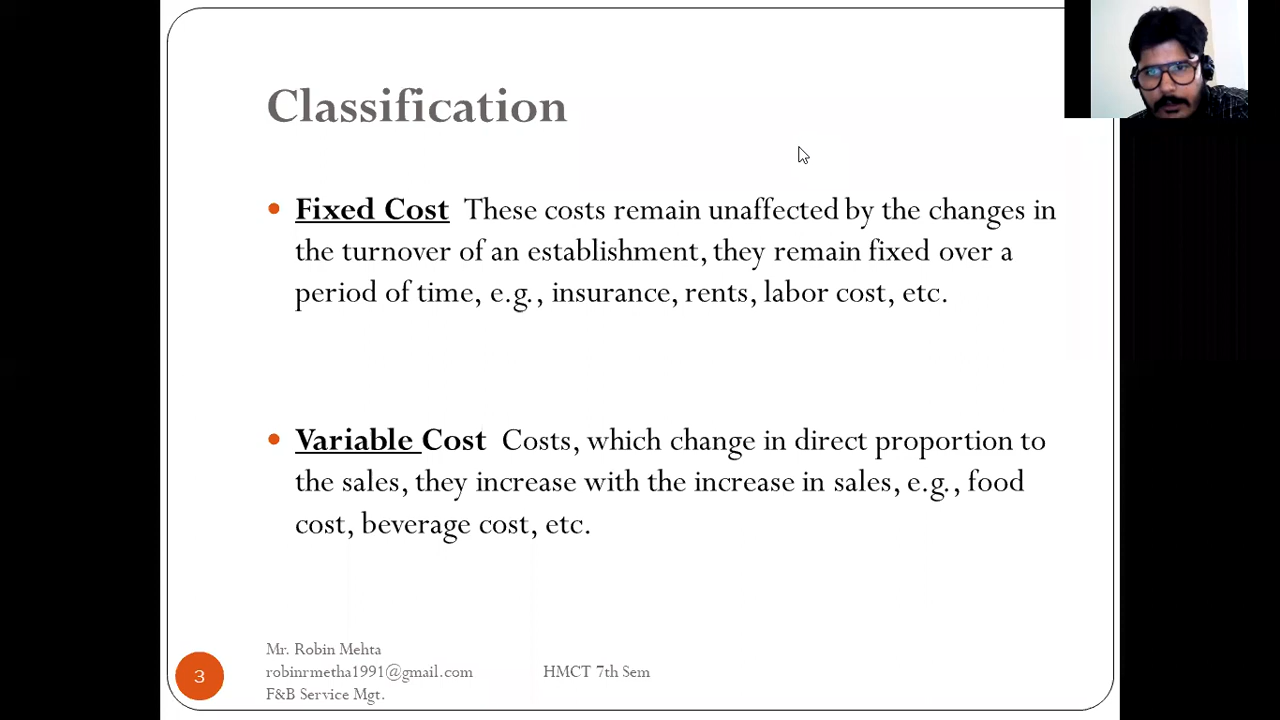 Classification
Fixed Cost These costs remain unaffected by the changes in
the turnover of an establishment, they remain fixed over a
period of time, e.g., insurance, rents, labor cost, etc.
Variable Cost Costs, which change in direct proportion to
the sales, they increase with the increase in sales, e.g., food
cost, beverage cost, etc.
Mr. Robin Mehta
robinrmetha1991@gmail.com HMCT 7th Sem
F&B Service Mgt.
3